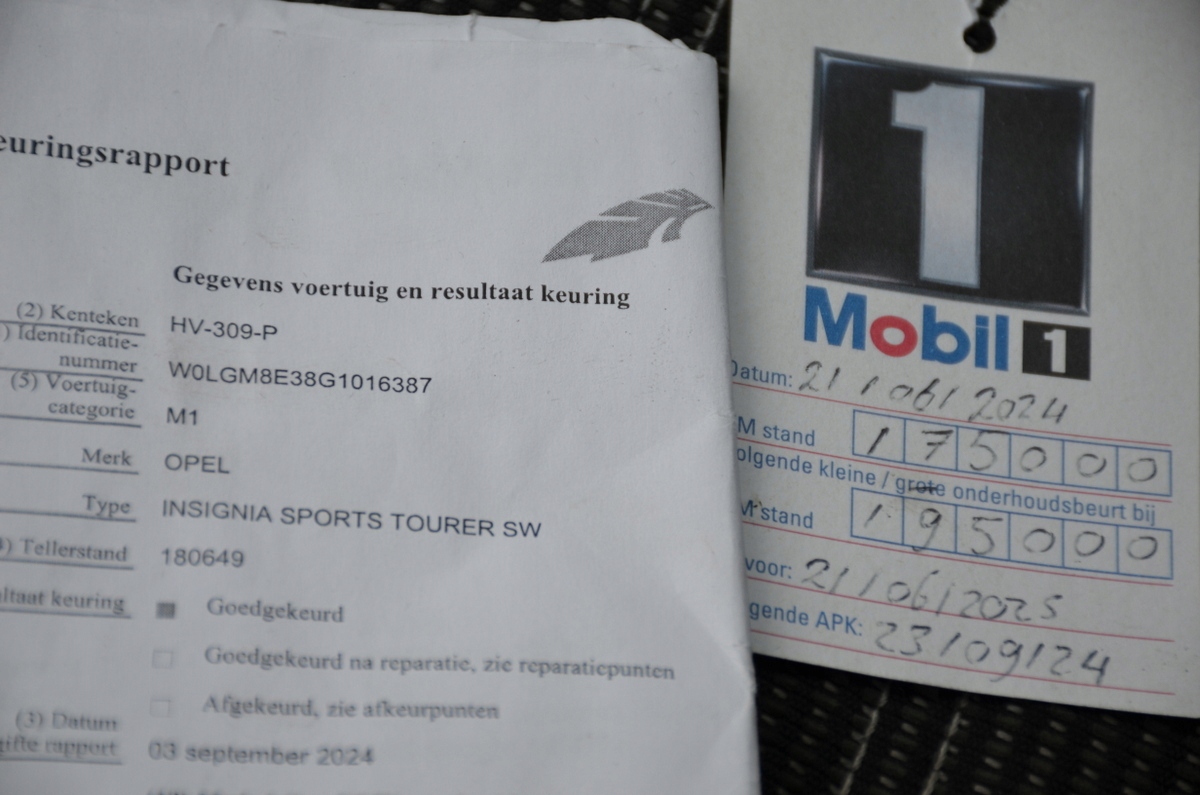 euringsrapport
Gegevens voertuig en resultaat keuring
(2) Kenteken HV-309-P
) Identificatie-
nummer W0LGM8E38G1016387
(5) Voertuig-
categorie M1
Merk OPEL
Type INSIGNIA SPORTS TOURER SW
) Tellerstand 180649
ltaat keuring Goedgekeurd
Goedgekeurd na reparatie, zie reparatiepunten
Afgekeurd, zie afkeurpunten
(3) Datum
gifte rapport 03 september 2024
1
Mobil 1
Datum: 21/06/2024
M stand 175000
olgende kleine / grote onderhoudsbeurt bij
M stand 195000
voor: 21/06/2025
gende APK: 23/09/24